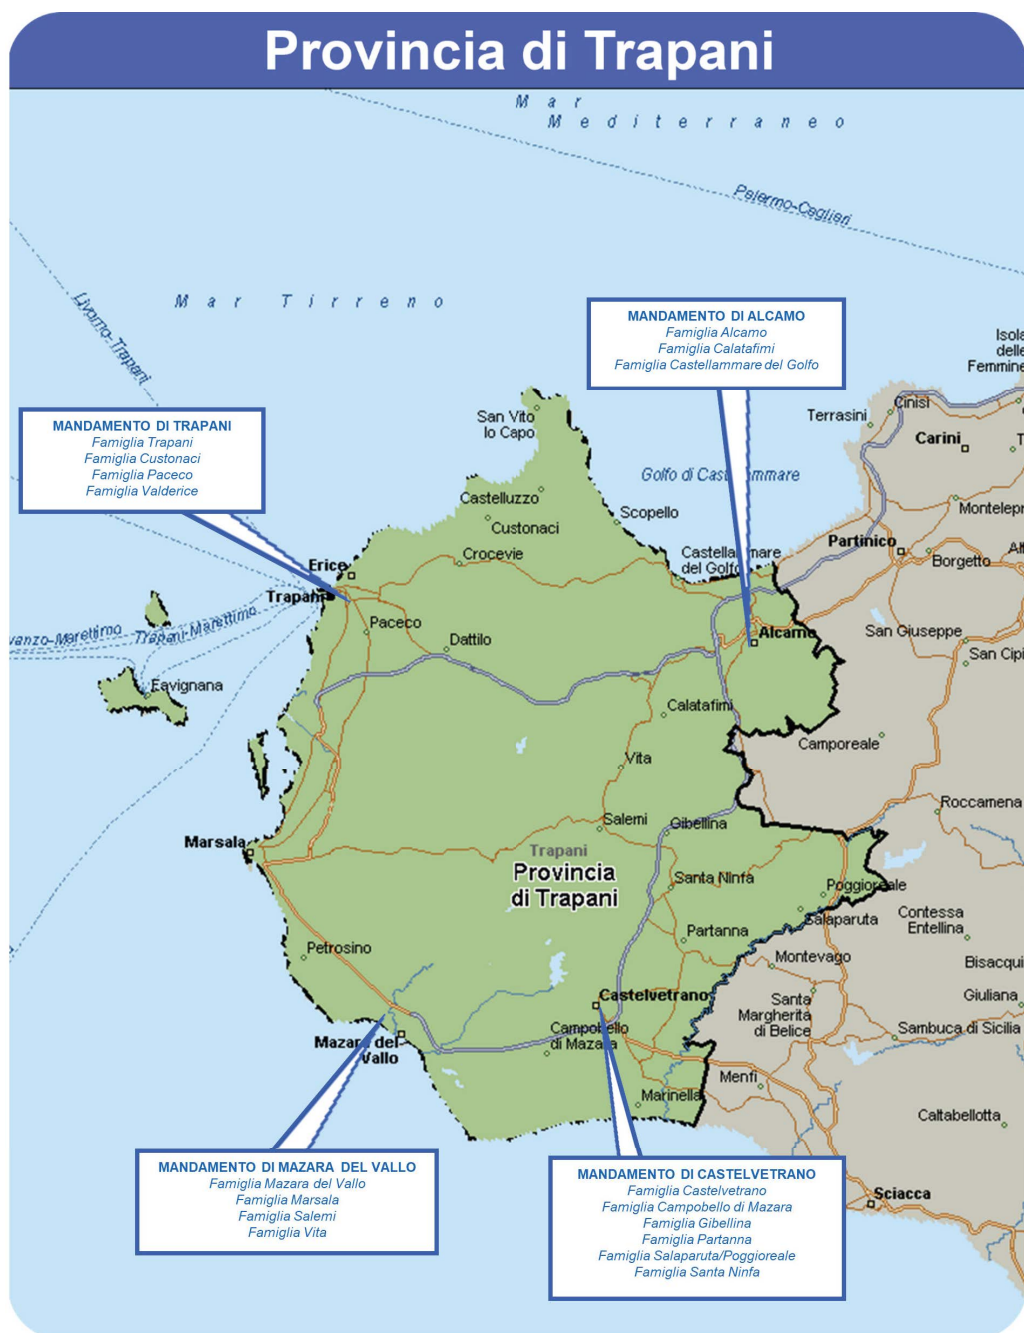 Provincia di Trapani
Mar
Mediterraneo
Palermo-Cagliari
Livorno-Trapani
Mar Tirreno
MANDAMENTO DI ALCAMO
Famiglia Alcamo
Famiglia Calatafimi
Famiglia Castellammare del Golfo
Isola
delle
Femmine
MANDAMENTO DI TRAPANI
Famiglia Trapani
Famiglia Custonaci
Famiglia Paceco
Famiglia Valderice
San Vito
lo Capo
Terrasini
Cinisi
Carini
Castelluzzo
Custonaci
Scopello
Crocevie
Castellammare
del Golfo
Partinico
Montelepr
Borgetto
Erice
Trapani
Trapani-Marettimo
Paceco
Dattilo
Alcamo
San Giuseppe
San Cipi
Favignana
Calatafimi
Camporeale
Vita
Roccamena
Marsala
Salemi
Gibellina
Trapani
Provincia
di Trapani
Santa Ninfa
Poggioreale
Salaparuta
Contessa
Entellina
Petrosino
Partanna
Montevago
Bisacqui
Castelvetrano
Santa
Margherita
di Belice
Giuliana
Campobello
di Mazara
Sambuca di Sicilia
Mazara del
Vallo
Menfi
Marinella
Caltabellotta
MANDAMENTO DI MAZARA DEL VALLO
Famiglia Mazara del Vallo
Famiglia Marsala
Famiglia Salemi
Famiglia Vita
MANDAMENTO DI CASTELVETRANO
Famiglia Castelvetrano
Famiglia Campobello di Mazara
Famiglia Gibellina
Famiglia Partanna
Famiglia Salaparuta/Poggioreale
Famiglia Santa Ninfa
Sciacca